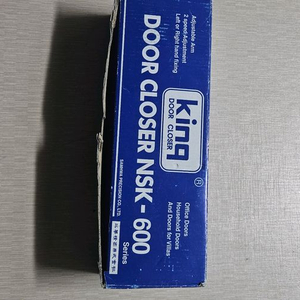 Adjustable Arm
2 speed-Adjustment
Left or Right hand fixing
king
DOOR CLOSER
®
Office Doors
Household Doors
And Doors for Villas
DOOR CLOSER NSK-600
Series